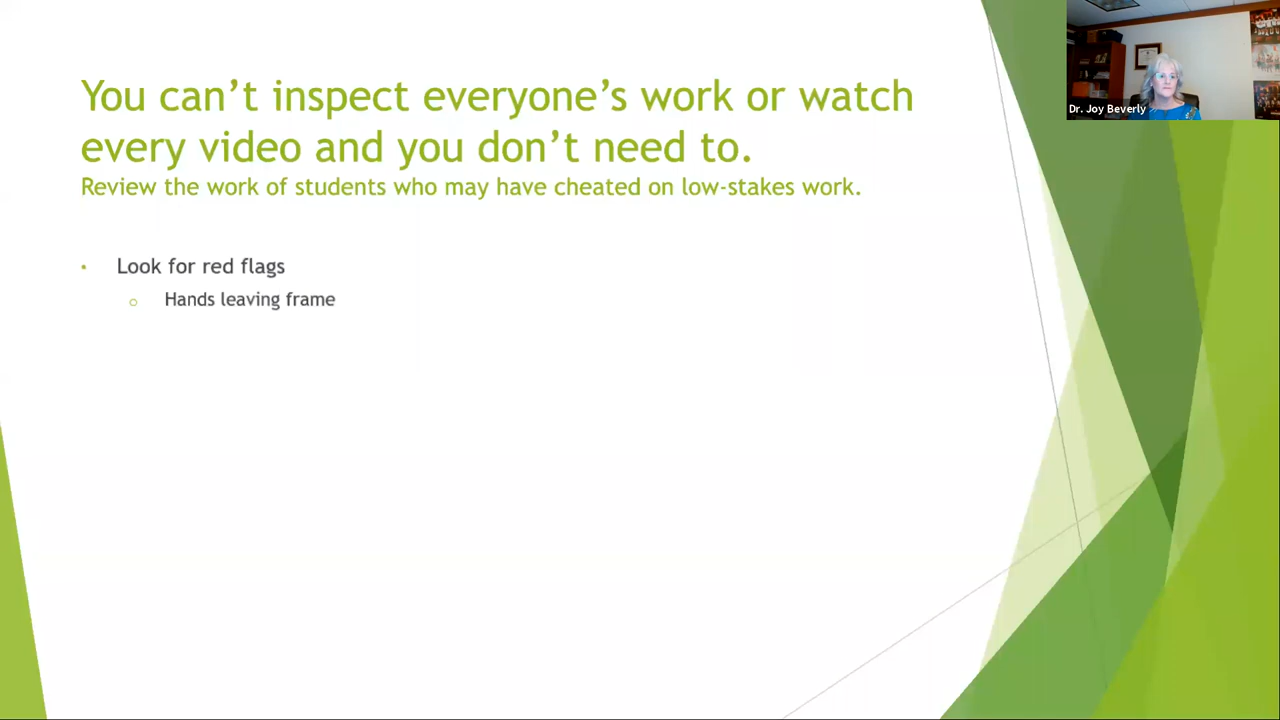 You can't inspect everyone's work or watch
every video and you don't need to.
Review the work of students who may have cheated on low-stakes work.
• Look for red flags
o Hands leaving frame
Dr. Joy Beverly